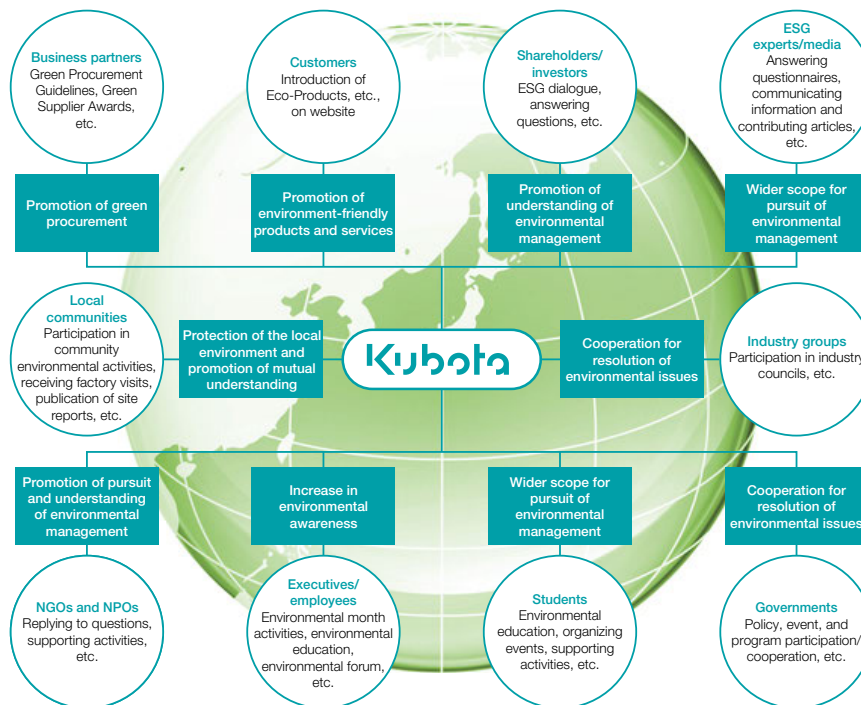 Business partners
Green Procurement
Guidelines, Green
Supplier Awards,
etc.
Customers
Introduction of
Eco-Products, etc.,
on website
Shareholders/
investors
ESG dialogue,
answering
questions, etc.
ESG
experts/media
Answering
questionnaires,
communicating
information and
contributing articles,
etc.
Promotion of green
procurement
Promotion of
environment-friendly
products and services
Promotion of
understanding of
environmental
management
Wider scope for
pursuit of
environmental
management
Local
communities
Participation in
community
environmental activities,
receiving factory visits,
publication of site
reports, etc.
Protection of the local
environment and
promotion of mutual
understanding
Kubota
Cooperation for
resolution of
environmental issues
Industry groups
Participation in industry
councils, etc.
Promotion of pursuit
and understanding
of environmental
management
Increase in
environmental
awareness
Wider scope for
pursuit of
environmental
management
Cooperation for
resolution of
environmental issues
NGOs and NPOs
Replying to questions,
supporting activities,
etc.
Executives/
employees
Environmental month
activities, environmental
education,
environmental forum,
etc.
Students
Environmental
education, organizing
events, supporting
activities, etc.
Governments
Policy, event, and
program participation/
cooperation, etc.